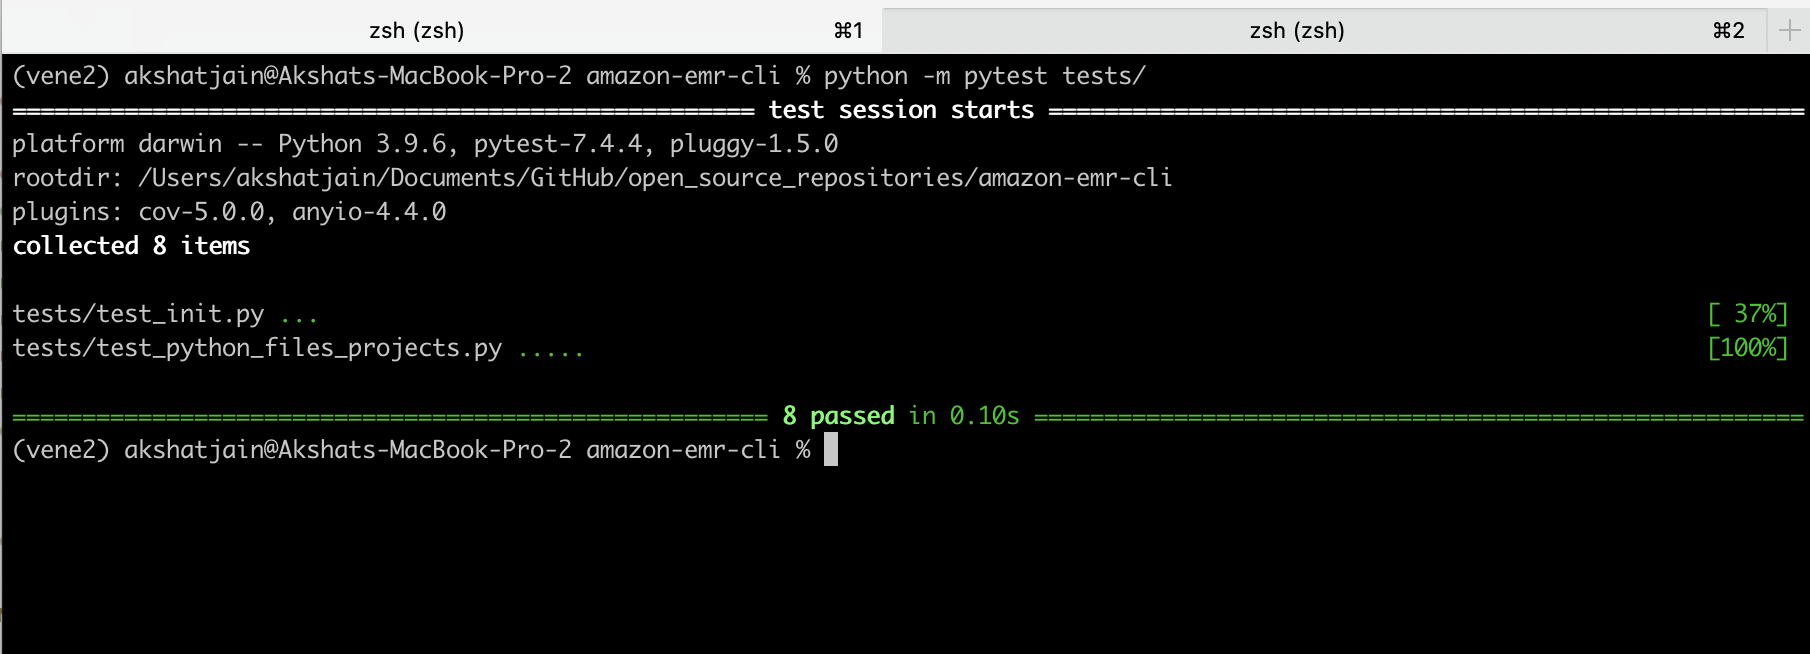 zsh (zsh) ⌘1 zsh (zsh) ⌘2 +
(vene2) akshatjain@Akshats-MacBook-Pro-2 amazon-emr-cli % python -m pytest tests/
===================================================== test session starts ======================================================
platform darwin -- Python 3.9.6, pytest-7.4.4, pluggy-1.5.0
rootdir: /Users/akshatjain/Documents/GitHub/open_source_repositories/amazon-emr-cli
plugins: cov-5.0.0, anyio-4.4.0
collected 8 items
tests/test_init.py ... [ 37%]
tests/test_python_files_projects.py ..... [100%]
====================================================== 8 passed in 0.10s =======================================================
(vene2) akshatjain@Akshats-MacBook-Pro-2 amazon-emr-cli %